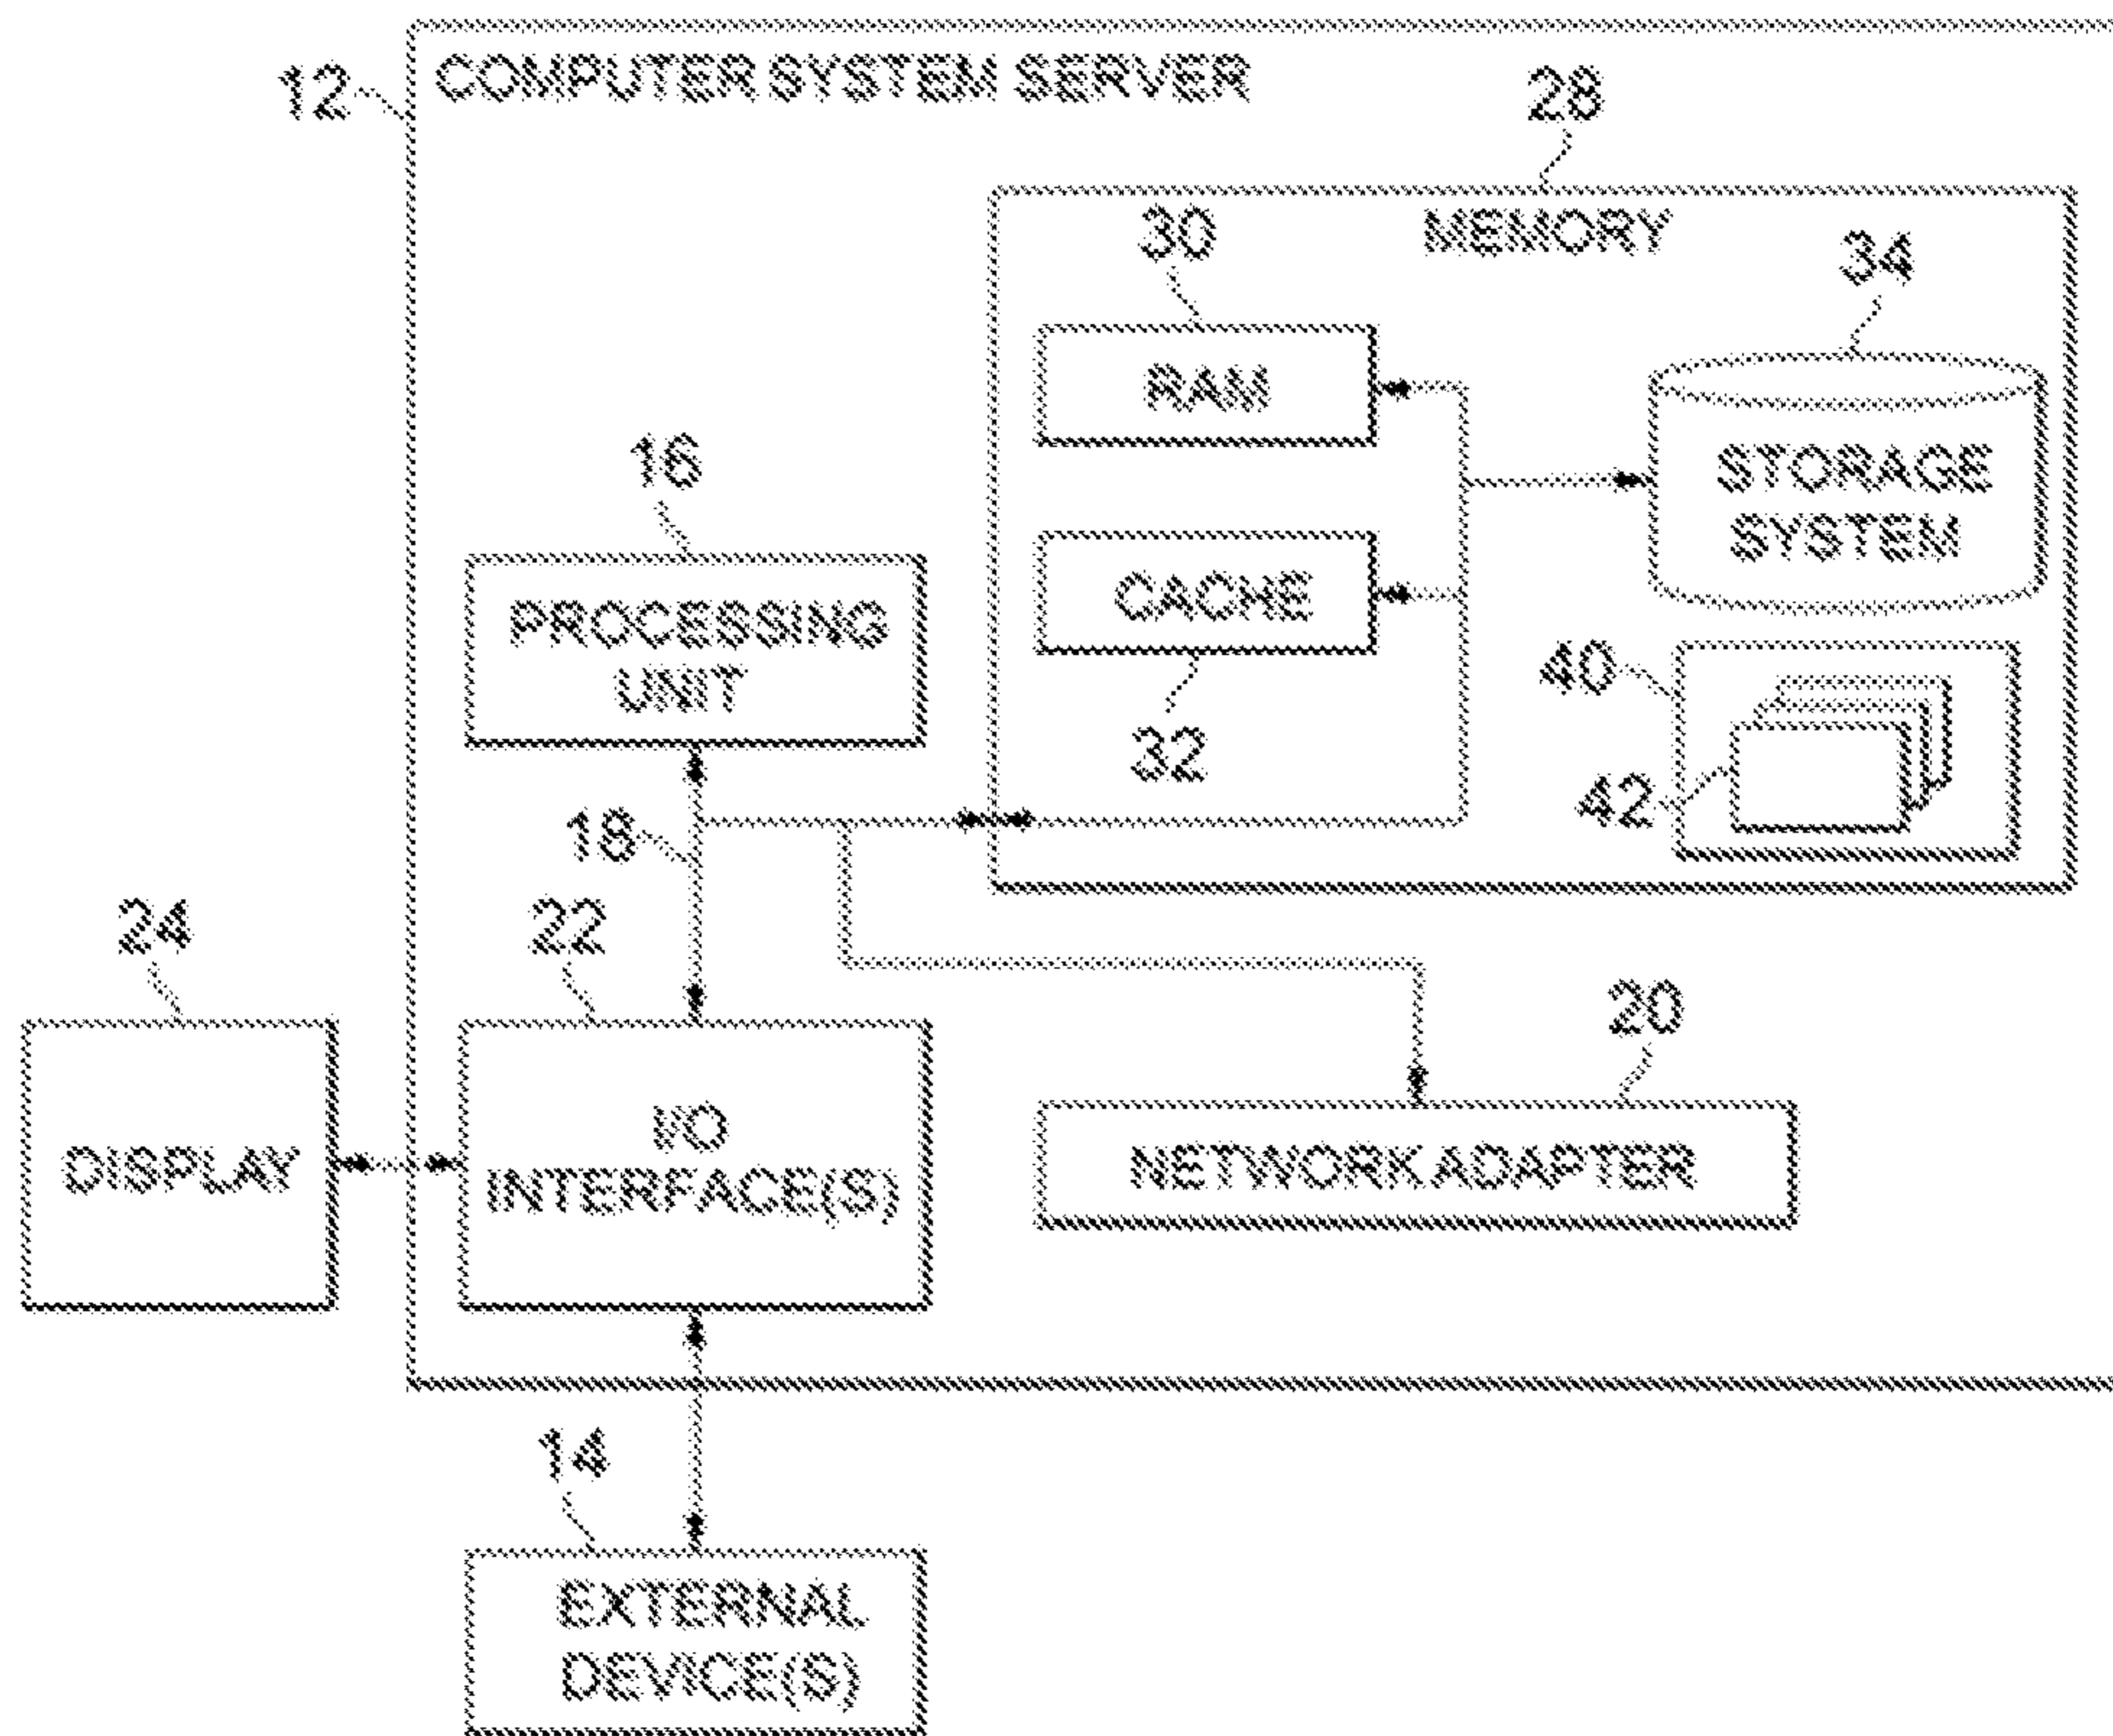 12
COMPUTER SYSTEM SERVER
28
MEMORY
30
34
RAM
STORAGE
SYSTEM
16
PROCESSING
UNIT
CACHE
32
40
42
18
24
22
20
DISPLAY
I/O
INTERFACE(S)
NETWORK ADAPTER
14
EXTERNAL
DEVICE(S)